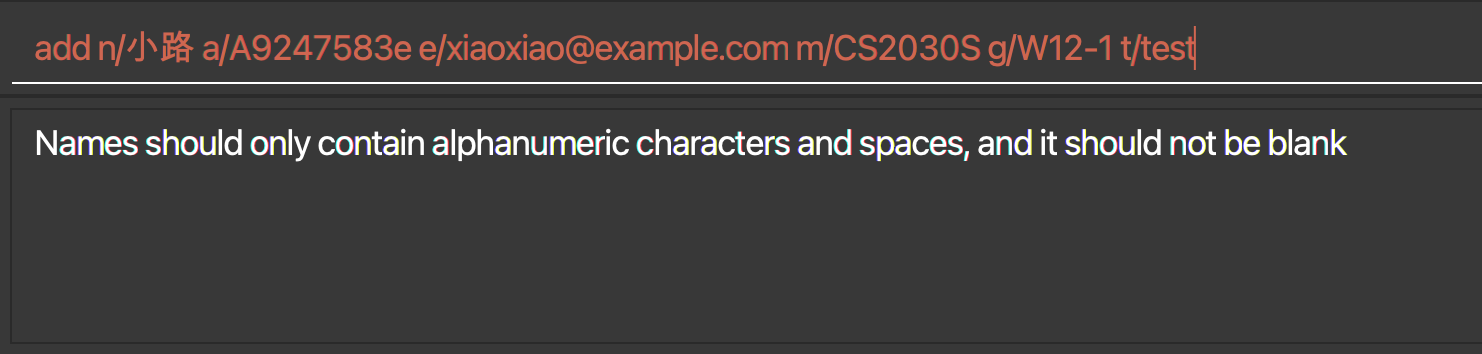 add n/小路 a/A9247583e e/xiaoxiao@example.com m/CS2030S g/W12-1 t/test
Names should only contain alphanumeric characters and spaces, and it should not be blank